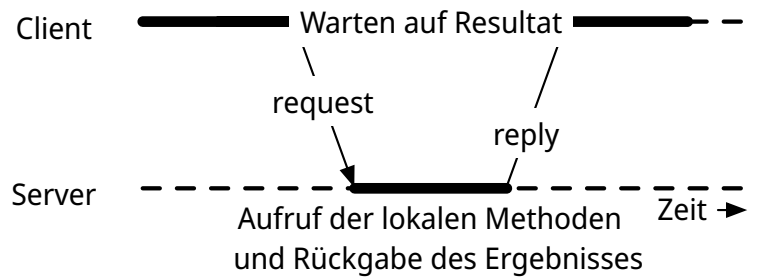 Client
Warten auf Resultat
request
reply
Server
Zeit
Aufruf der lokalen Methoden
und Rückgabe des Ergebnisses